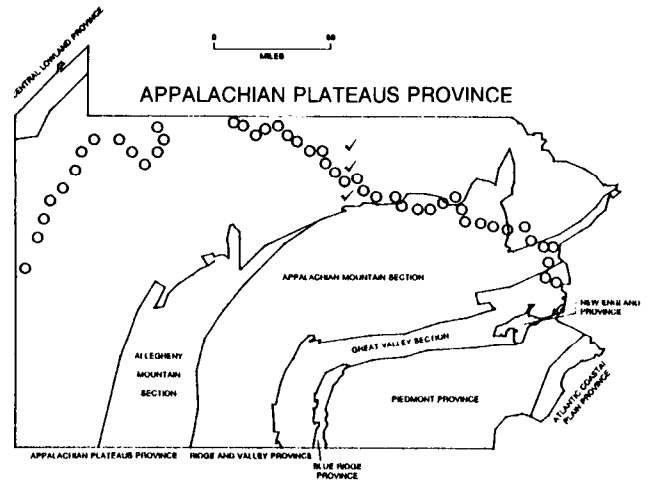 CENTRAL LOWLAND PROVINCE
0
50
MILES
APPALACHIAN PLATEAUS PROVINCE
APPALACHIAN MOUNTAIN SECTION
NEW ENGLAND
PROVINCE
GREAT VALLEY SECTION
ALLEGHENY
MOUNTAIN
SECTION
PIEDMONT PROVINCE
ATLANTIC COASTAL
PLAIN PROVINCE
APPALACHIAN PLATEAUS PROVINCE
RIDGE AND VALLEY PROVINCE
BLUE RIDGE
PROVINCE